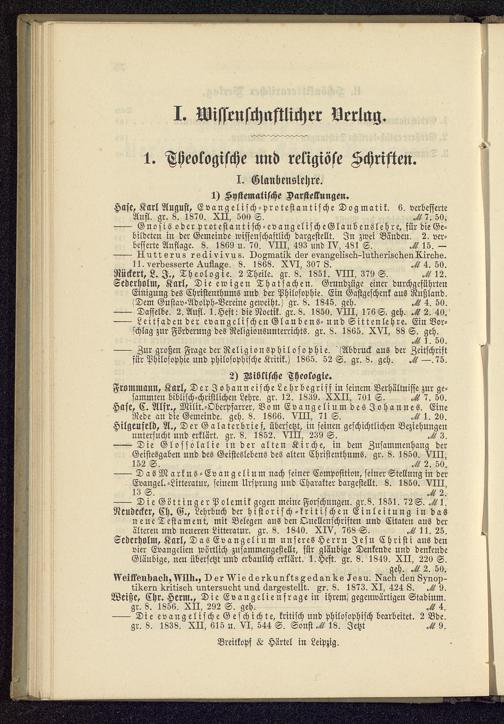 I. Wissenschaftlicher Verlag.
1. Theologische und religiöse Schriften.
I. Glaubenslehre.
1) Systematische Darstellungen.
Hase, Karl August, Evangelisch-protestantische Dogmatik. 6. verbesserte
Aufl. gr. 8. 1870. XII, 500 S. ℳ 7, 50,
—— Gnosis oder protestantisch-evangelische Glaubenslehre, für die Ge-
bildeten in der Gemeinde wissenschaftlich dargestellt. In zwei Bänden. 2. ver-
besserte Auflage. 8. 1869 u. 70. VIII, 493 und IV, 481 S. ℳ 15. —
—— Hutterus redivivus. Dogmatik der evangelisch-lutherischen Kirche.
11. verbesserte Auflage. 8. 1868. XVI, 307 S. ℳ 4, 50.
Rückert, L. J., Theologie. 2 Theile. gr. 8. 1851. VIII, 379 S. ℳ 12.
Sederholm, Karl, Die ewigen Thatsachen. Grundzüge einer durchgeführten
Einigung des Christenthums und der Philosophie. Ein Gastgeschenk aus Rußland.
(Dem Gustav-Adolph-Vereine geweiht.) gr. 8. 1845. geh. ℳ 4, 50.
—— Dasselbe. 2. Aufl. 1. Heft: die Noetik. gr. 8. 1850. VIII, 176 S. geh. ℳ 2. 40.
—— Leitfaden der evangelischen Glaubens- und Sittenlehre. Ein Vor-
schlag zur Förderung des Religionsunterrichts. gr. 8. 1865. XVI, 88 S. geh.
ℳ 1. 50.
—— Zur großen Frage der Religionsphilosophie. (Abdruck aus der Zeitschrift
für Philosophie und philosophische Kritik.) 1865. 52 S. gr. 8. geh. ℳ —. 75.
2) Biblische Theologie.
Frommann, Karl, Der Johanneische Lehrbegriff in seinem Verhältnisse zur ge-
sammten biblisch-christlichen Lehre. gr. 12. 1839. XXII, 701 S. ℳ 7, 50.
Hase, C. Alfr., Milit.-Oberpfarrer, Vom Evangelium des Johannes. Eine
Rede an die Gemeinde. geh. 8. 1866. VIII, 71 S. ℳ 1. 20.
Hilgenfeld, A., Der Galaterbrief, übersetzt, in seinen geschichtlichen Beziehungen
untersucht und erklärt. gr. 8. 1852. VIII, 239 S. ℳ 3.
—— Die Glossolalie in der alten Kirche, in dem Zusammenhang der
Geistesgaben und des Geisteslebens des alten Christenthums. gr. 8. 1850. VIII,
152 S. ℳ 2, 50,
—— Das Markus-Evangelium nach seiner Composition, seiner Stellung in der
Evangel.-Litteratur, seinem Ursprung und Charakter dargestellt. 8. 1850. VIII,
13 S. ℳ 2.
—— Die Göttinger Polemik gegen meine Forschungen. gr. 8. 1851. 72 S. ℳ 1.
Neudecker, Ch. G., Lehrbuch der historisch-kritischen Einleitung in das
neue Testament, mit Belegen aus den Quellenschriften und Citaten aus der
älteren und neueren Litteratur. gr. 8. 1840. XIV, 768 S. ℳ 11, 25.
Sederholm, Karl, Das Evangelium unseres Herrn Jesu Christi aus den
vier Evangelien wörtlich zusammengestellt, für gläubige Denkende und denkende
Gläubige, neu übersetzt und erbaulich erklärt. 1. Heft. gr. 8. 1849. XX, 220 S.
geh. ℳ 2, 50,
Weiffenbach, Wilh., Der Wiederkunftsgedanke Jesu. Nach den Synop-
tikern kritisch untersucht und dargestellt. gr. 8. 1873. XI, 424 S. ℳ 9.
Weiße, Chr. Herm., Die Evangelienfrage in ihrem gegenwärtigen Stadium.
gr. 8. 1856. XII, 292 S. geh. ℳ 4,
—— Die evangelische Geschichte, kritisch und philosophisch bearbeitet. 2 Bde.
gr. 8. 1838. XII, 615 u. VI, 544 S. Sonst ℳ 18. Jetzt ℳ 9.
Breitkopf & Härtel in Leipzig.